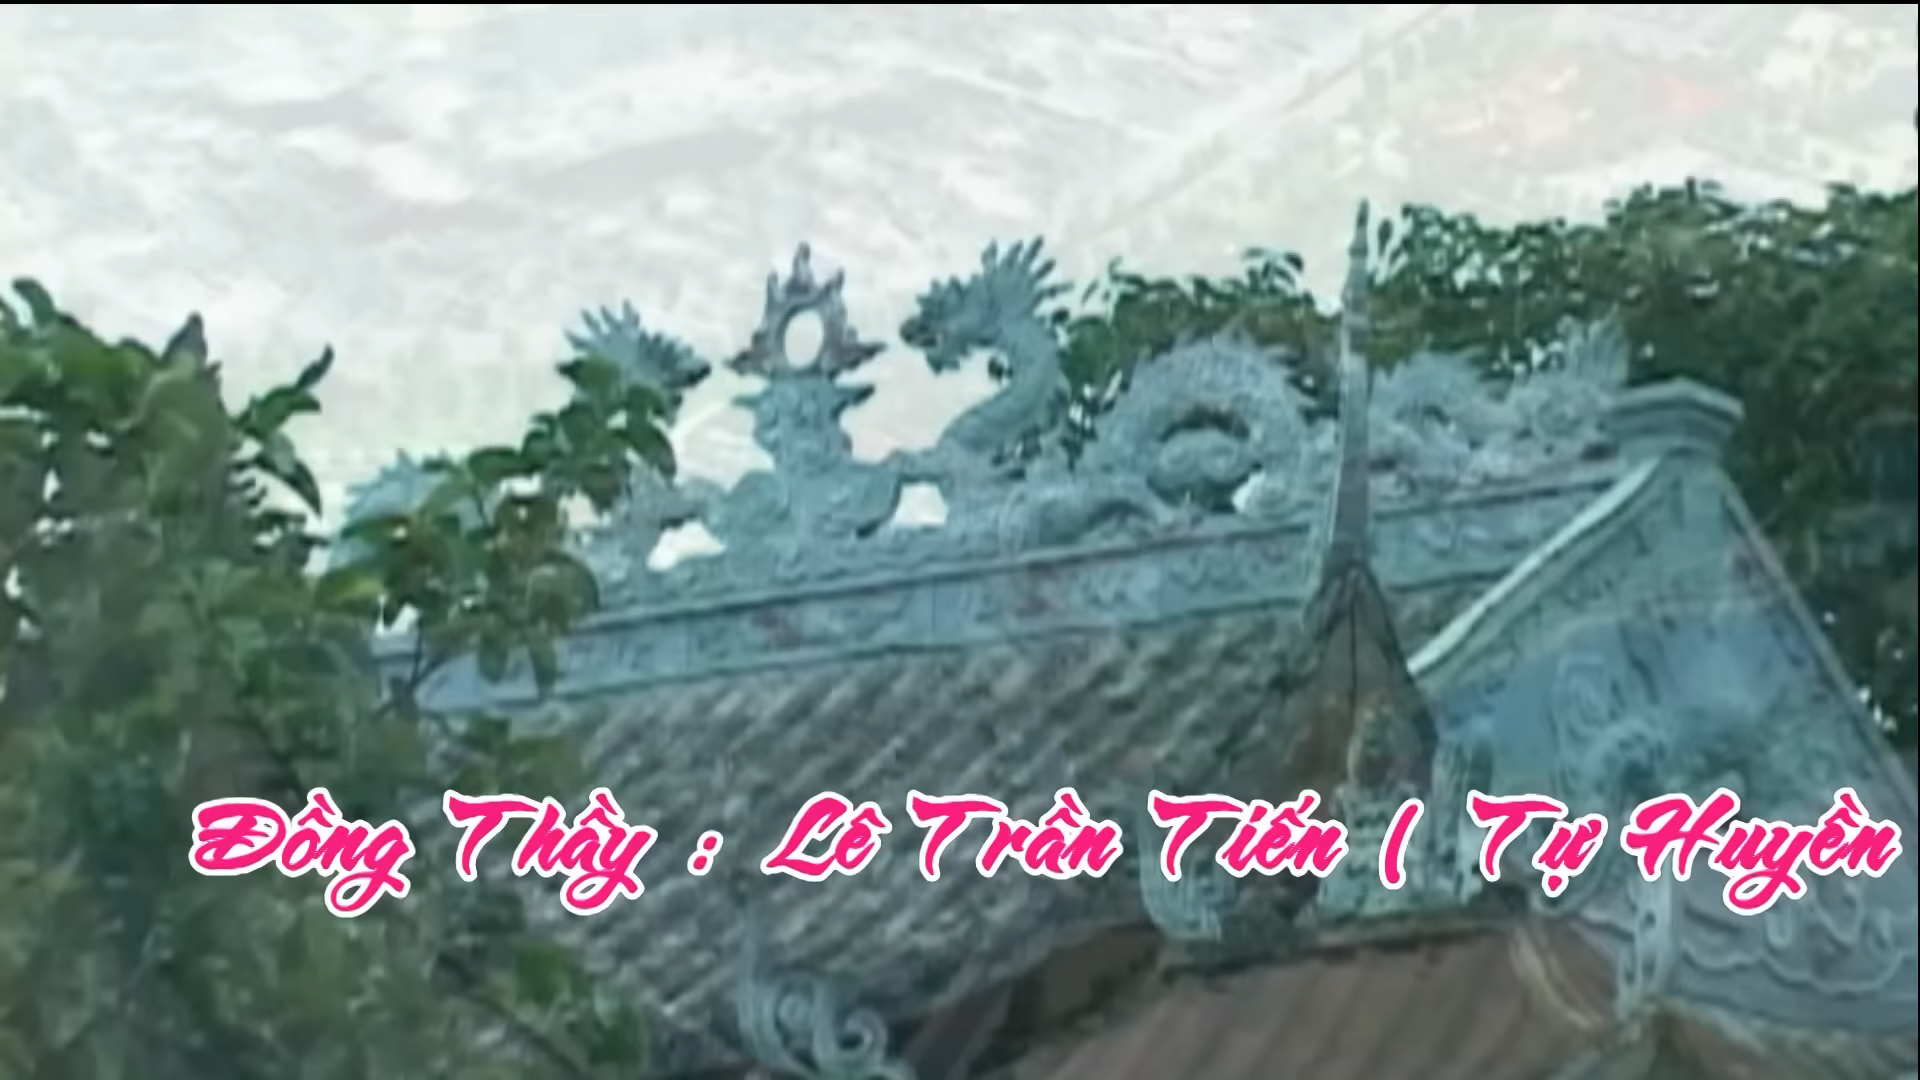 Đồng Thầy : Lê Trần Tiến ( Tự Huyền